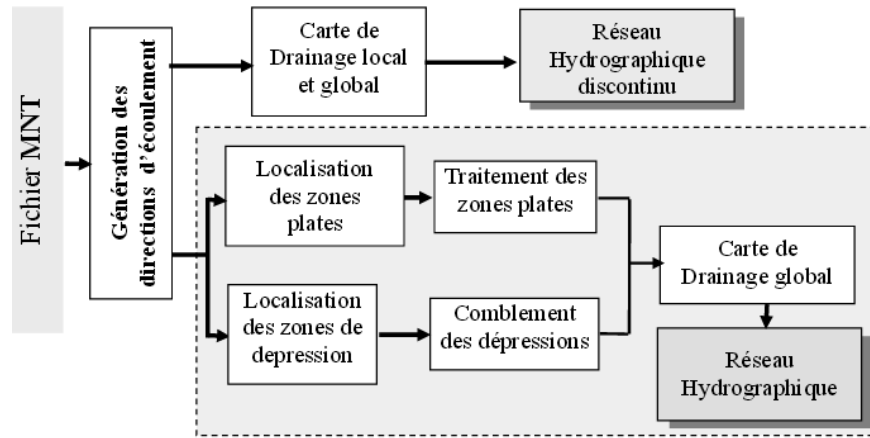 Fichier MNT
Génération des
directions d'écoulement
Carte de
Drainage local
et global
Réseau
Hydrographique
discontinu
Localisation
des zones
plates
Traitement des
zones plates
Localisation
des zones de
depression
Comblement
des dépressions
Carte de
Drainage global
Réseau
Hydrographique